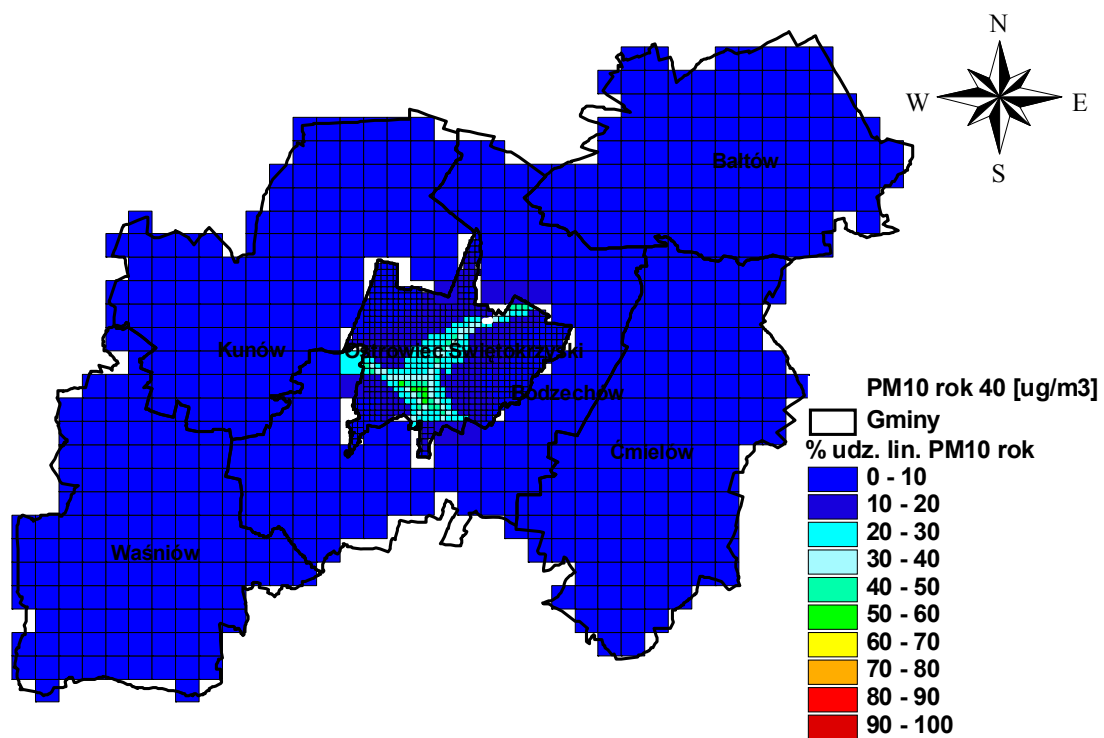 N
W
E
S
Bałtów
Kunów
Ostrowiec Świętokrzyski
Bodzechów
Ćmielów
Waśniów
PM10 rok 40 [ug/m3]
Gminy
% udz. lin. PM10 rok
0 - 10
10 - 20
20 - 30
30 - 40
40 - 50
50 - 60
60 - 70
70 - 80
80 - 90
90 - 100